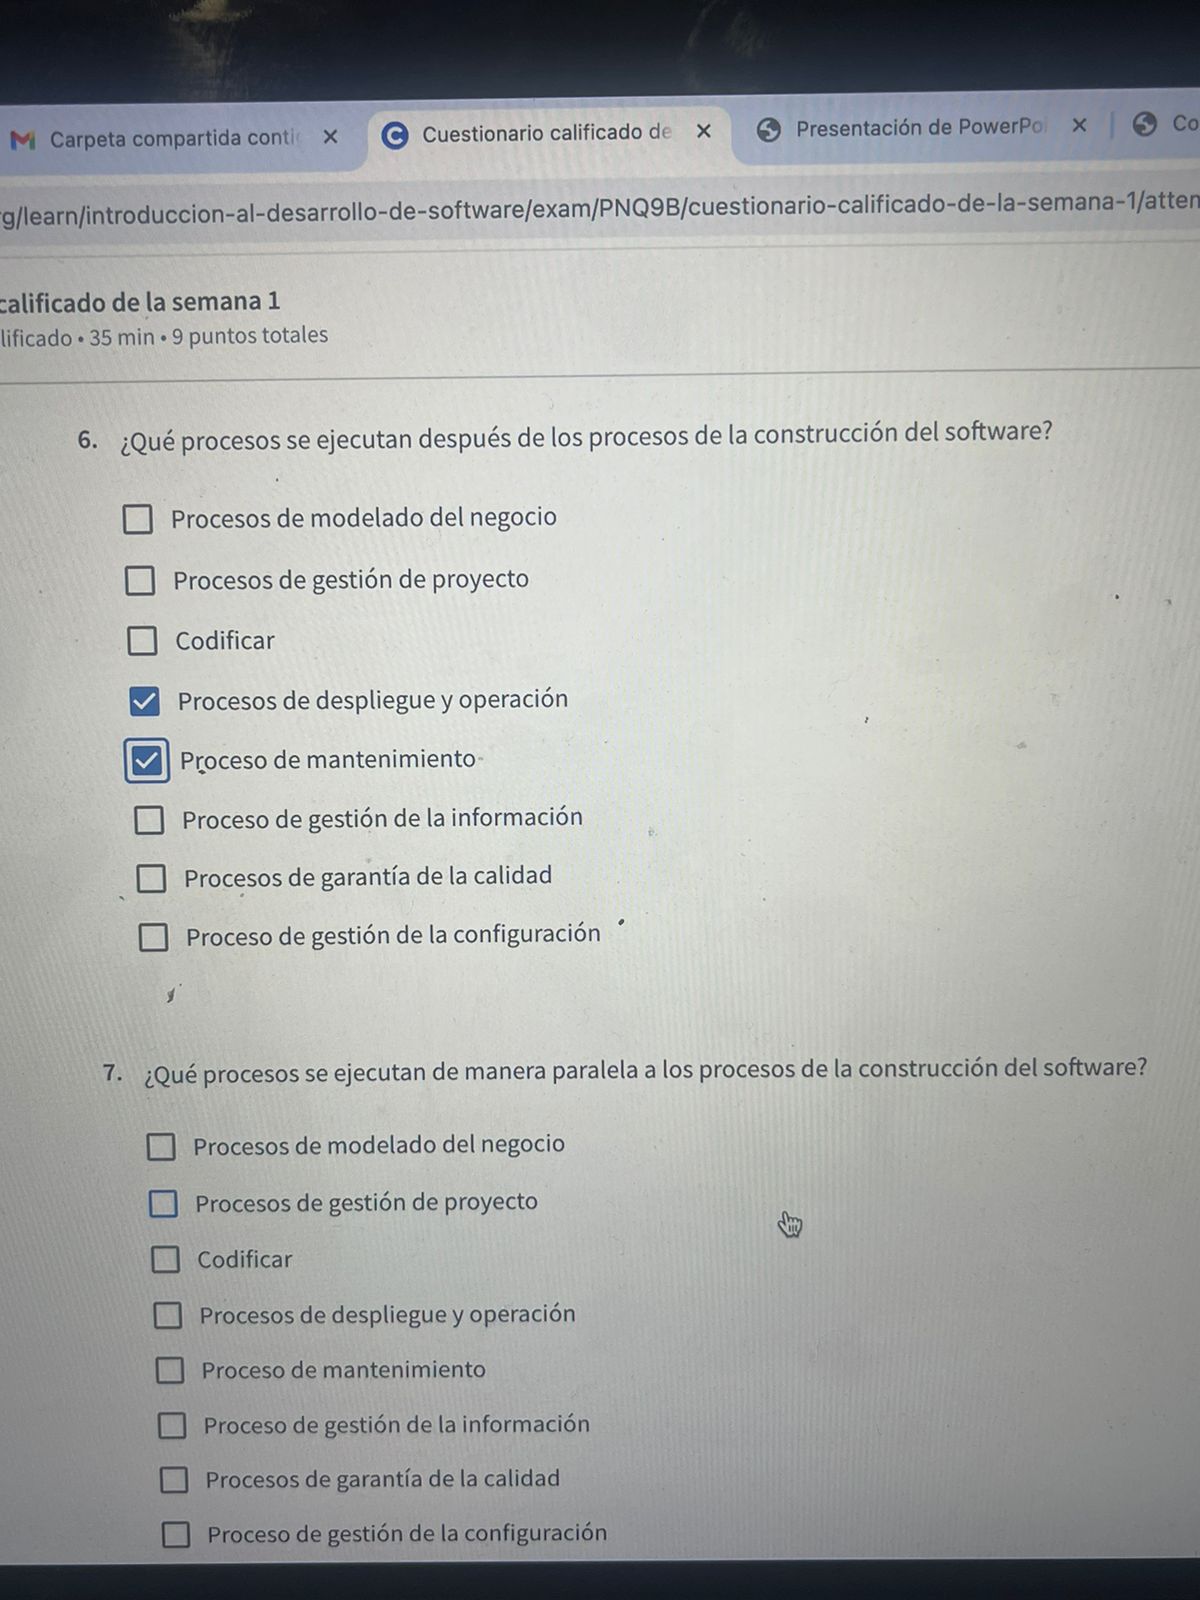 Carpeta compartida conti
Cuestionario calificado de
Presentación de PowerPoi
Co
g/learn/introduccion-al-desarrollo-de-software/exam/PNQ9B/cuestionario-calificado-de-la-semana-1/attem
calificado de la semana 1
lificado • 35 min • 9 puntos totales
6. ¿Qué procesos se ejecutan después de los procesos de la construcción del software?
Procesos de modelado del negocio
Procesos de gestión de proyecto
Codificar
Procesos de despliegue y operación
Proceso de mantenimiento
Proceso de gestión de la información
Procesos de garantía de la calidad
Proceso de gestión de la configuración
7. ¿Qué procesos se ejecutan de manera paralela a los procesos de la construcción del software?
Procesos de modelado del negocio
Procesos de gestión de proyecto
Codificar
Procesos de despliegue y operación
Proceso de mantenimiento
Proceso de gestión de la información
Procesos de garantía de la calidad
Proceso de gestión de la configuración